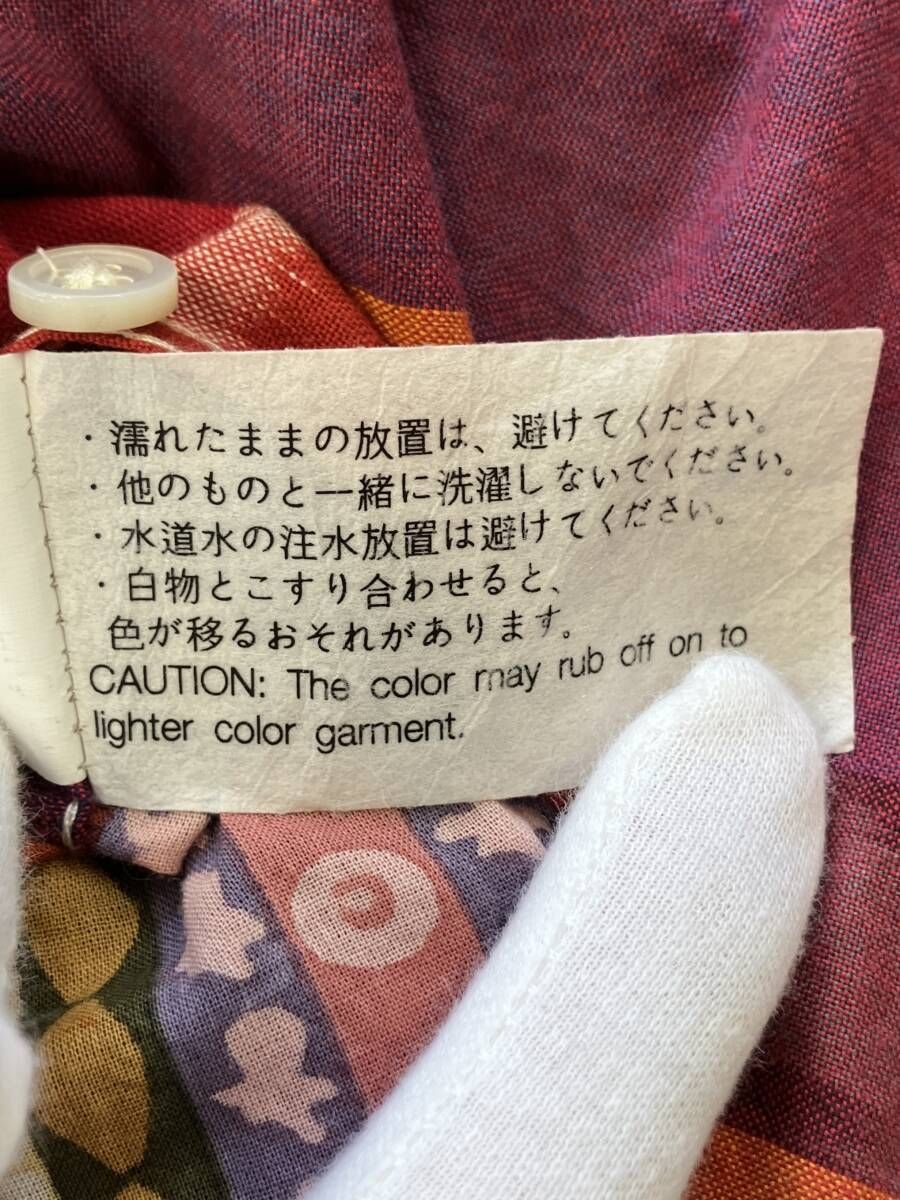 ・濡れたままの放置は、避けてください。
・他のものと一緒に洗濯しないでください。
・水道水の注水放置は避けてください。
・白物とこすり合わせると、
色が移るおそれがあります。
CAUTION: The color may rub off on to
lighter color garment.